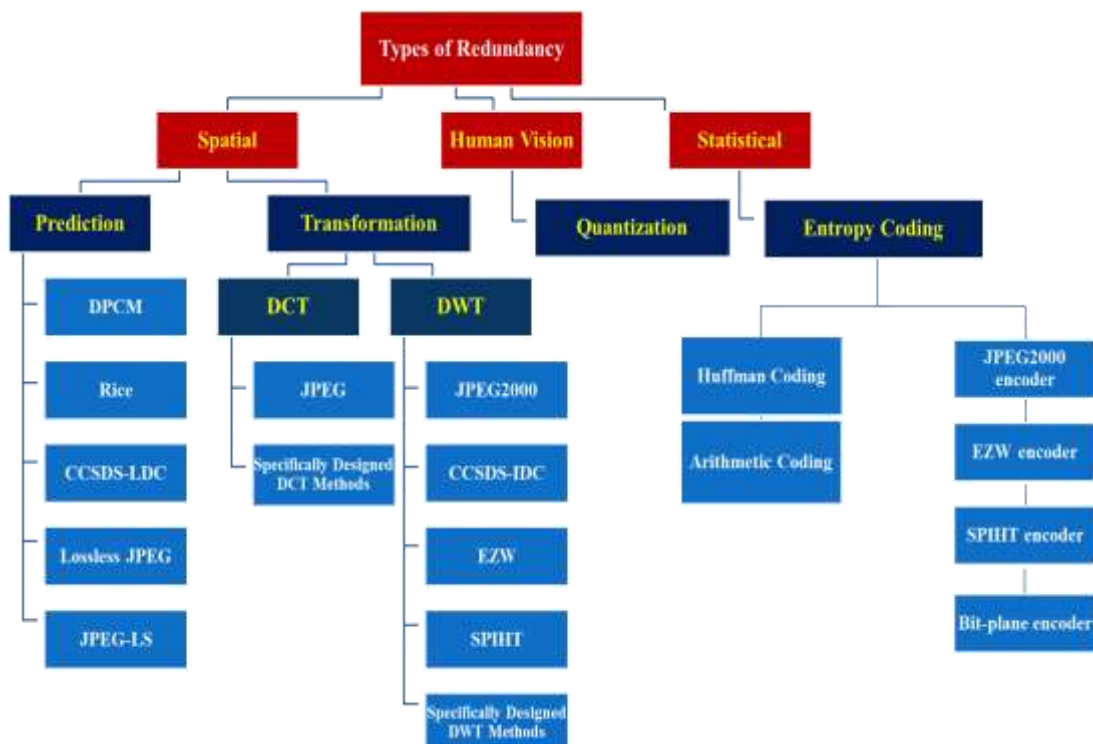 Types of Redundancy
Spatial
Human Vision
Statistical
Prediction
Transformation
Quantization
Entropy Coding
DPCM
Rice
CCSDS-LDC
Lossless JPEG
JPEG-LS
DCT
JPEG
Specifically Designed
DCT Methods
DWT
JPEG2000
CCSDS-IDC
EZW
SPIHT
Specifically Designed
DWT Methods
Huffman Coding
Arithmetic Coding
JPEG2000
encoder
EZW encoder
SPIHT encoder
Bit-plane encoder